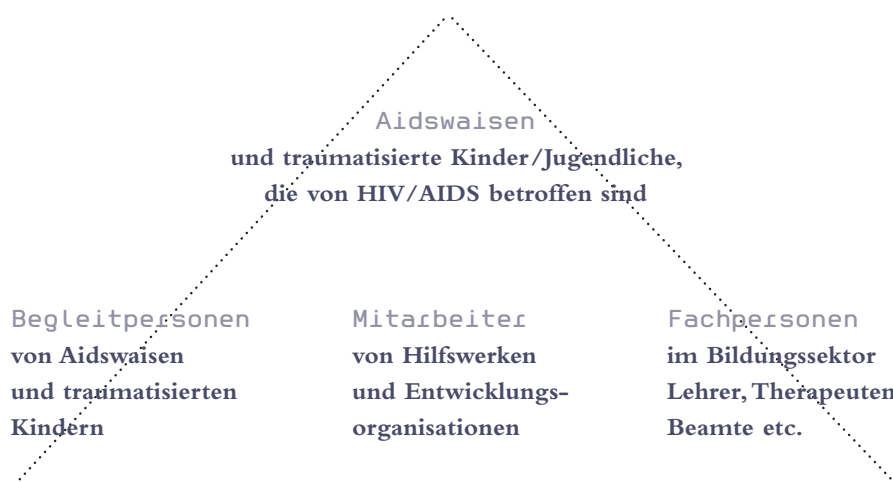 Aidswaisen
und traumatisierte Kinder/Jugendliche,
die von HIV/AIDS betroffen sind
Begleitpersonen
von Aidswaisen
und traumatisierten
Kindern
Mitarbeiter
von Hilfswerken
und Entwicklungs-
organisationen
Fachpersonen
im Bildungssektor
Lehrer, Therapeuten
Beamte etc.